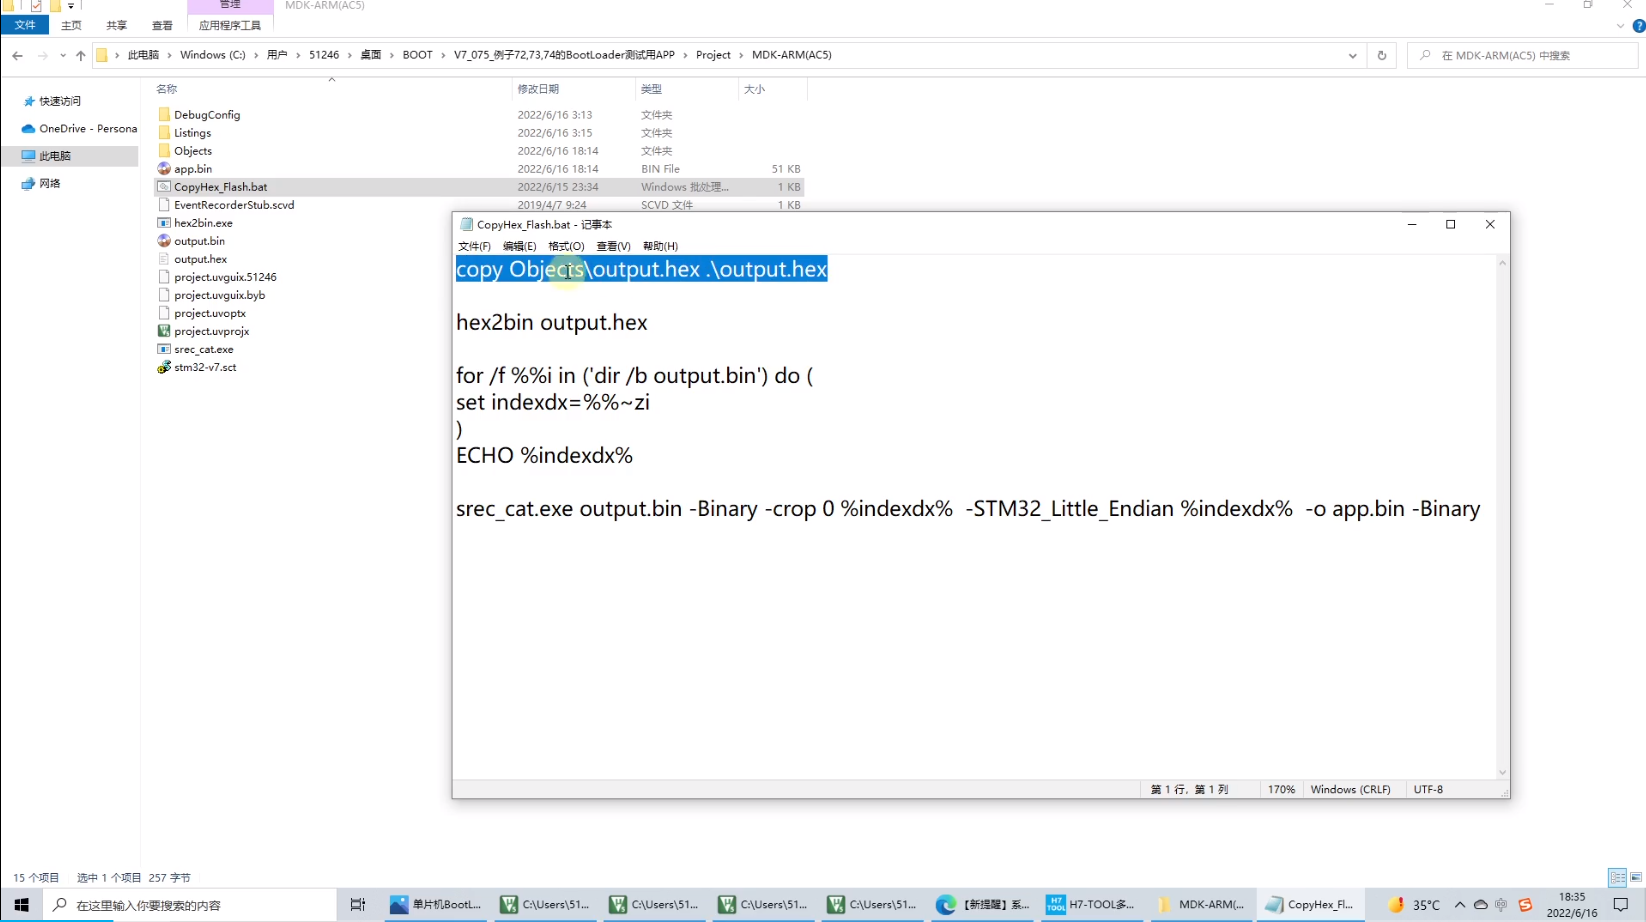 管理
MDK-ARM(AC5)
文件 主页 共享 查看 应用程序工具
此电脑 › Windows (C:) › 用户 › 51246 › 桌面 › BOOT › V7_075_例子72,73,74的BootLoader测试用APP › Project › MDK-ARM(AC5)
在 MDK-ARM(AC5) 中搜索
快速访问
OneDrive - Persona
此电脑
网络
名称 修改日期 类型 大小
DebugConfig 2022/6/16 3:13 文件夹
Listings 2022/6/16 3:15 文件夹
Objects 2022/6/16 18:14 文件夹
app.bin 2022/6/16 18:14 BIN File 51 KB
CopyHex_Flash.bat 2022/6/15 23:34 Windows 批处理... 1 KB
EventRecorderStub.scvd 2019/4/7 9:24 SCVD 文件 1 KB
hex2bin.exe
output.bin
output.hex
project.uvguix.51246
project.uvguix.byb
project.uvoptx
project.uvprojx
srec_cat.exe
stm32-v7.sct
CopyHex_Flash.bat - 记事本
文件(F) 编辑(E) 格式(O) 查看(V) 帮助(H)
copy Objects\output.hex .\output.hex
hex2bin output.hex
for /f %%i in ('dir /b output.bin') do (
set indexdx=%%~zi
)
ECHO %indexdx%
srec_cat.exe output.bin -Binary -crop 0 %indexdx%  -STM32_Little_Endian %indexdx%  -o app.bin -Binary
第 1 行，第 1 列 170% Windows (CRLF) UTF-8
15 个项目 选中 1 个项目 257 字节
在这里输入你要搜索的内容
单片机BootL... C:\Users\51... C:\Users\51... C:\Users\51... C:\Users\51... 【新提醒】系... H7-TOOL多... MDK-ARM(... CopyHex_Fl...
35°C 中 18:35
2022/6/16